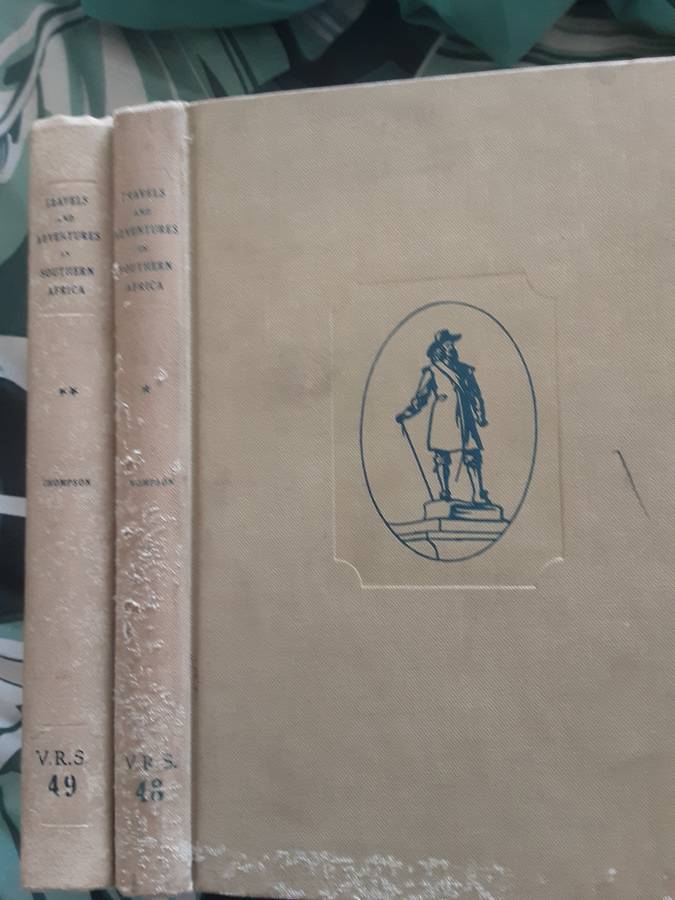 TRAVELS
AND
ADVENTURES
IN
SOUTHERN
AFRICA
**
THOMPSON
V.R.S.
49
TRAVELS
AND
ADVENTURES
IN
SOUTHERN
AFRICA
*
THOMPSON
V.R.S.
48